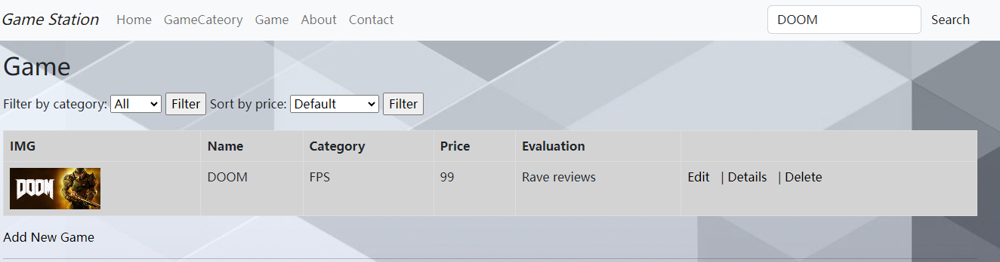 Game Station Home GameCateory Game About Contact DOOM Search
Game
Filter by category: All Filter Sort by price: Default Filter
IMG Name Category Price Evaluation
DOOM DOOM FPS 99 Rave reviews Edit | Details | Delete
Add New Game